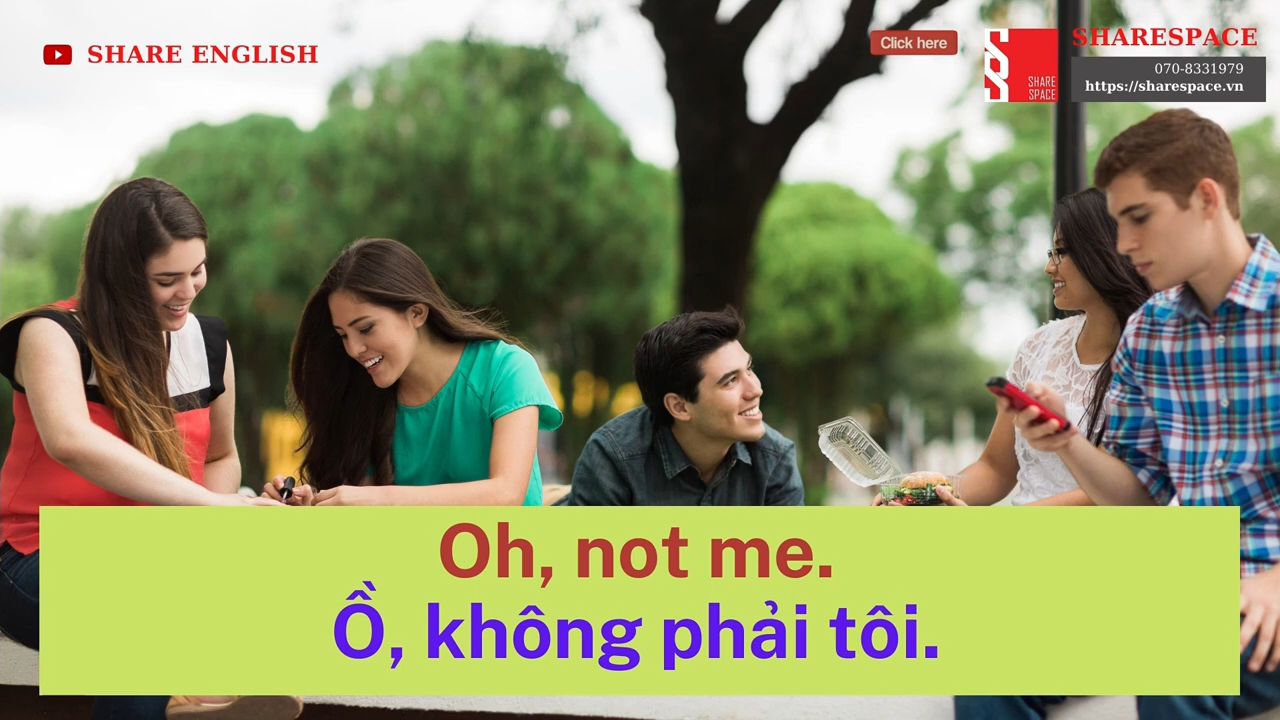 SHARE ENGLISH
Click here
SHARE
SPACE
SHARESPACE
070-8331979
https://sharespace.vn
Oh, not me.
Ồ, không phải tôi.